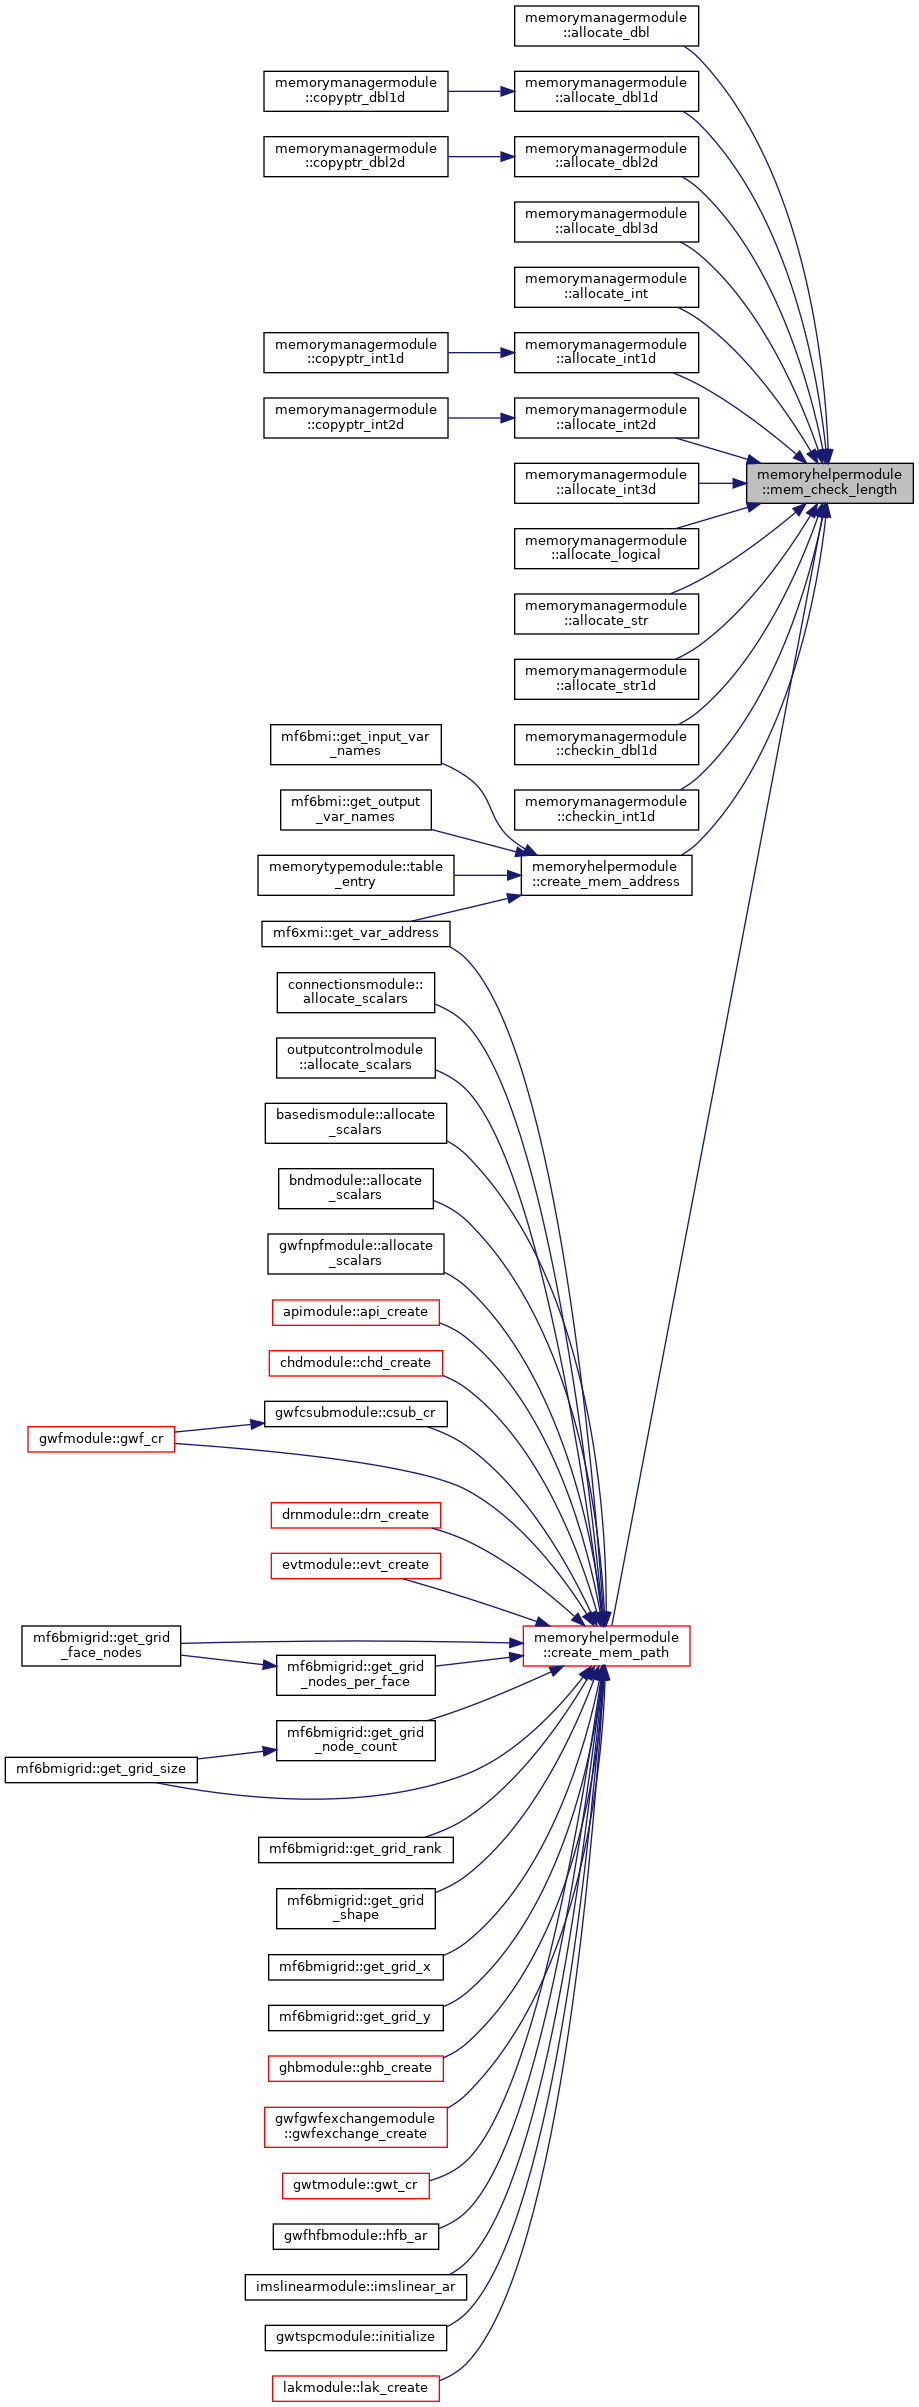 memorymanagermodule
::allocate_dbl
memorymanagermodule
::copyptr_dbl1d
memorymanagermodule
::allocate_dbl1d
memorymanagermodule
::copyptr_dbl2d
memorymanagermodule
::allocate_dbl2d
memorymanagermodule
::allocate_dbl3d
memorymanagermodule
::allocate_int
memorymanagermodule
::copyptr_int1d
memorymanagermodule
::allocate_int1d
memorymanagermodule
::copyptr_int2d
memorymanagermodule
::allocate_int2d
memorymanagermodule
::allocate_int3d
memoryhelpermodule
::mem_check_length
memorymanagermodule
::allocate_logical
memorymanagermodule
::allocate_str
memorymanagermodule
::allocate_str1d
mf6bmi::get_input_var
_names
memorymanagermodule
::checkin_dbl1d
mf6bmi::get_output
_var_names
memorymanagermodule
::checkin_int1d
memorytypemodule::table
_entry
memoryhelpermodule
::create_mem_address
mf6xmi::get_var_address
connectionsmodule::
allocate_scalars
outputcontrolmodule
::allocate_scalars
basedismodule::allocate
_scalars
bndmodule::allocate
_scalars
gwfnpfmodule::allocate
_scalars
apimodule::api_create
chdmodule::chd_create
gwfcsubmodule::csub_cr
gwfmodule::gwf_cr
drnmodule::drn_create
evtmodule::evt_create
mf6bmigrid::get_grid
_face_nodes
memoryhelpermodule
::create_mem_path
mf6bmigrid::get_grid
_nodes_per_face
mf6bmigrid::get_grid
_node_count
mf6bmigrid::get_grid_size
mf6bmigrid::get_grid_rank
mf6bmigrid::get_grid
_shape
mf6bmigrid::get_grid_x
mf6bmigrid::get_grid_y
ghbmodule::ghb_create
gwfgwfexchangemodule
::gwfexchange_create
gwtmodule::gwt_cr
gwfhfbmodule::hfb_ar
imslinearmodule::imslinear_ar
gwtspcmodule::initialize
lakmodule::lak_create